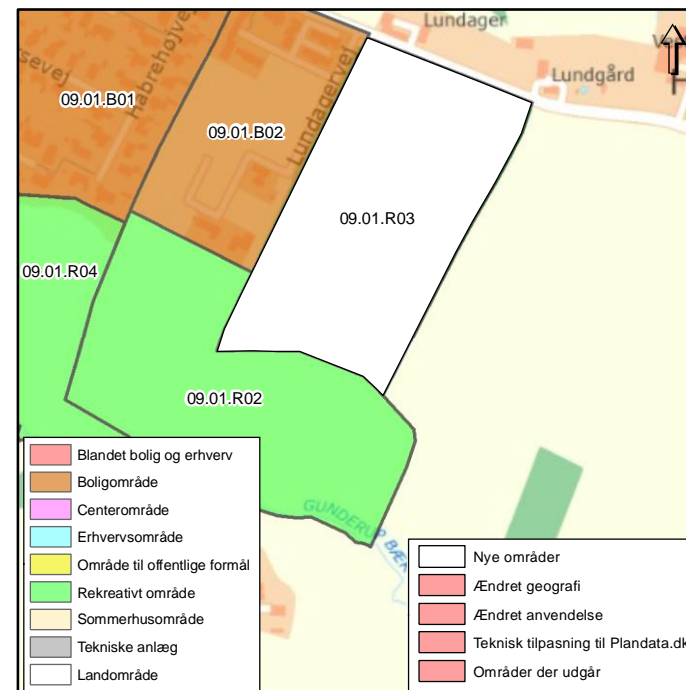 Lundager
Lundgård
Habrehøjvej
Lundagervej
09.01.B01
09.01.B02
09.01.R03
09.01.R04
09.01.R02
GUNDERUP BÆK
Blandet bolig og erhverv
Boligområde
Centerområde
Erhvervsområde
Område til offentlige formål
Rekreativt område
Sommerhusområde
Tekniske anlæg
Landområde
Nye områder
Ændret geografi
Ændret anvendelse
Teknisk tilpasning til Plandata.dk
Områder der udgår